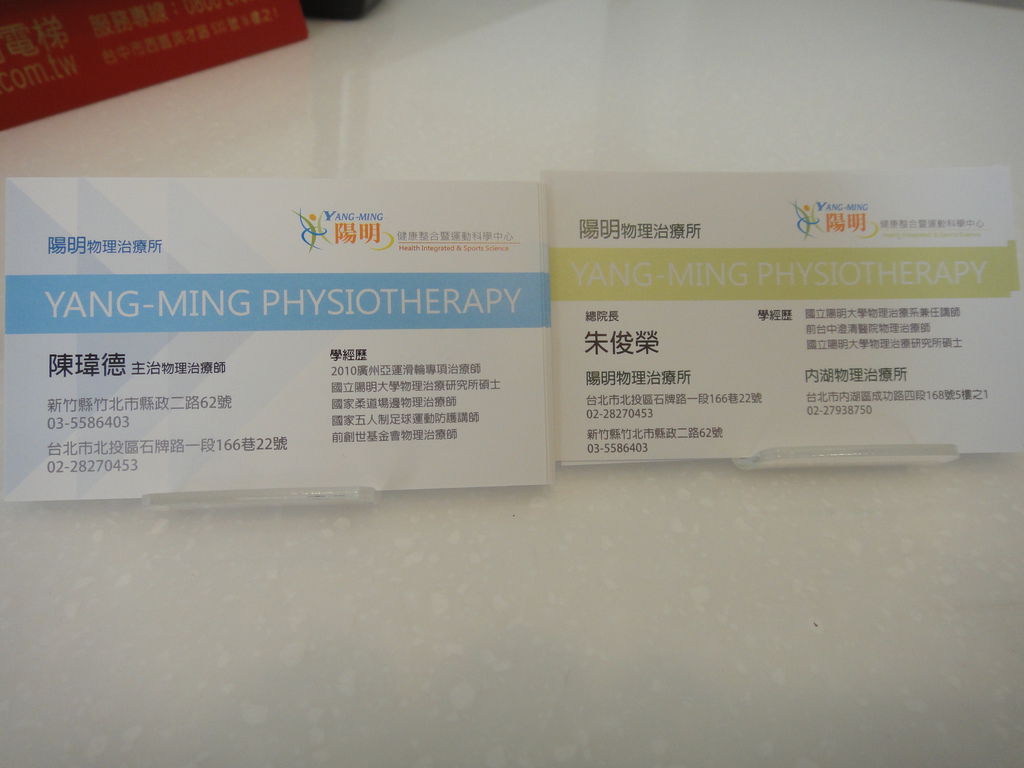 電梯
服務專線：0800
.com.tw
陽明物理治療所
YANG-MING
陽明
健康整合暨運動科學中心
Health Integrated & Sports Science
YANG-MING PHYSIOTHERAPY
陳瑋德 主治物理治療師
新竹縣竹北市縣政二路62號
03-5586403
台北市北投區石牌路一段166巷22號
02-28270453
學經歷
2010廣州亞運滑輪專項治療師
國立陽明大學物理治療研究所碩士
國家柔道場邊物理治療師
國家五人制足球運動防護講師
前創世基金會物理治療師
陽明物理治療所
YANG-MING
陽明
健康整合暨運動科學中心
Health Integrated & Sports Science
YANG-MING PHYSIOTHERAPY
總院長
朱俊榮
學經歷 國立陽明大學物理治療系兼任講師
前台中澄清醫院物理治療師
國立陽明大學物理治療研究所碩士
陽明物理治療所
台北市北投區石牌路一段166巷22號
02-28270453
新竹縣竹北市縣政二路62號
03-5586403
內湖物理治療所
台北市內湖區成功路四段168號5樓之1
02-27938750